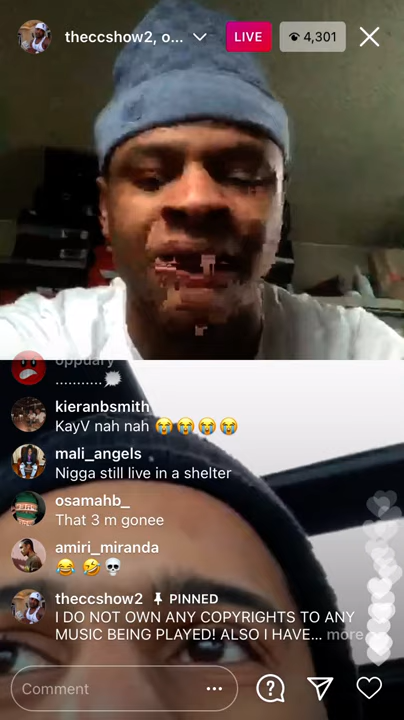 theccshow2, o...
LIVE
4,301
oppuary
...........💭
kieranbsmith
KayV nah nah 😭😭😭😭
mali_angels
Nigga still live in a shelter
osamahb_
That 3 m gonee
amiri_miranda
😂 🤣 💀
theccshow2 PINNED
I DO NOT OWN ANY COPYRIGHTS TO ANY
MUSIC BEING PLAYED! ALSO I HAVE... more
Comment